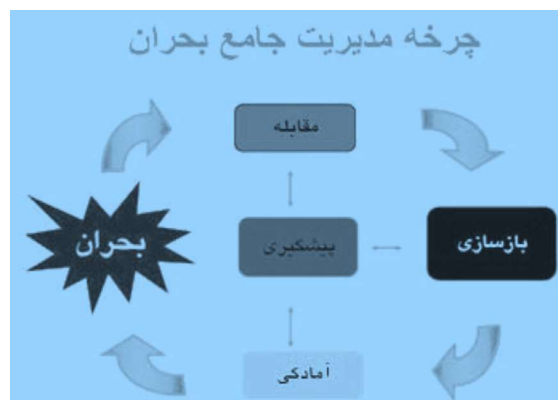 چرخه مدیریت جامع بحران
مقابله
بحران
پیشگیری
بازسازی
آمادگی